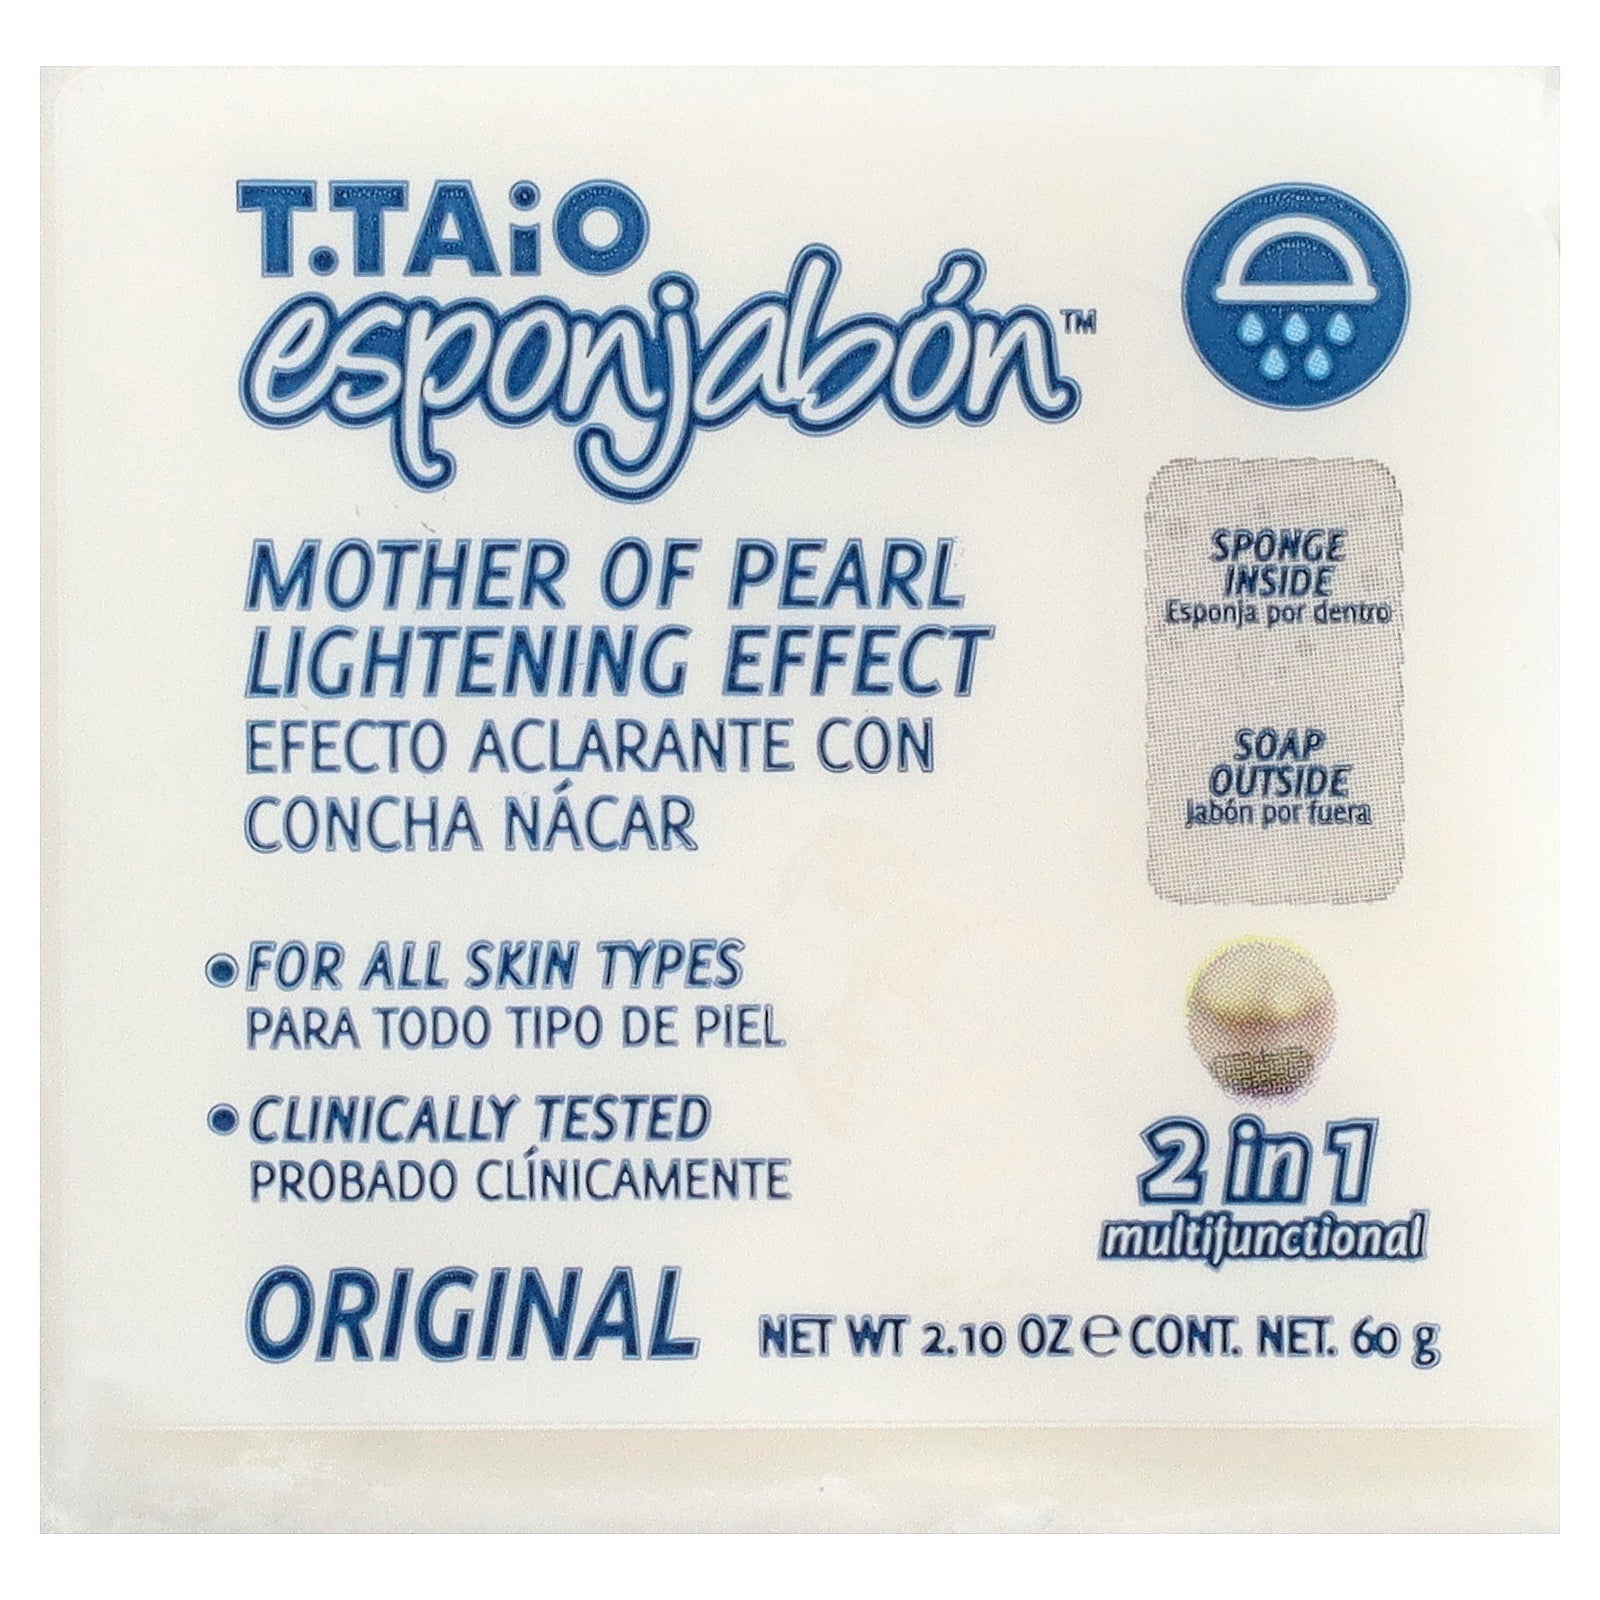 T.TAiO
esponjabón™
MOTHER OF PEARL
LIGHTENING EFFECT
EFECTO ACLARANTE CON
CONCHA NÁCAR
SPONGE
INSIDE
Esponja por dentro
SOAP
OUTSIDE
Jabón por fuera
•FOR ALL SKIN TYPES
PARA TODO TIPO DE PIEL
•CLINICALLY TESTED
PROBADO CLÍNICAMENTE
2 in 1
multifunctional
ORIGINAL
NET WT 2.10 OZ ℮ CONT. NET. 60 g